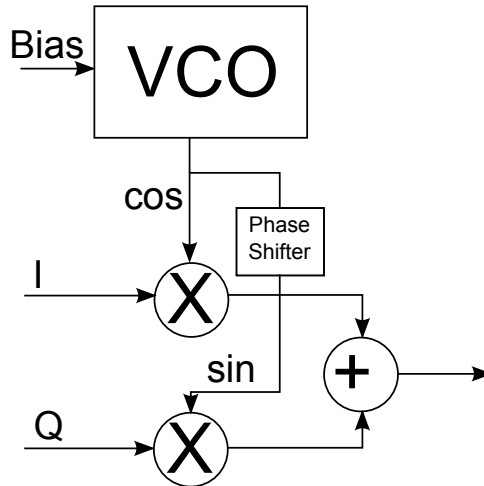 Bias
VCO
cos
Phase
Shifter
I
X
+
sin
Q
X